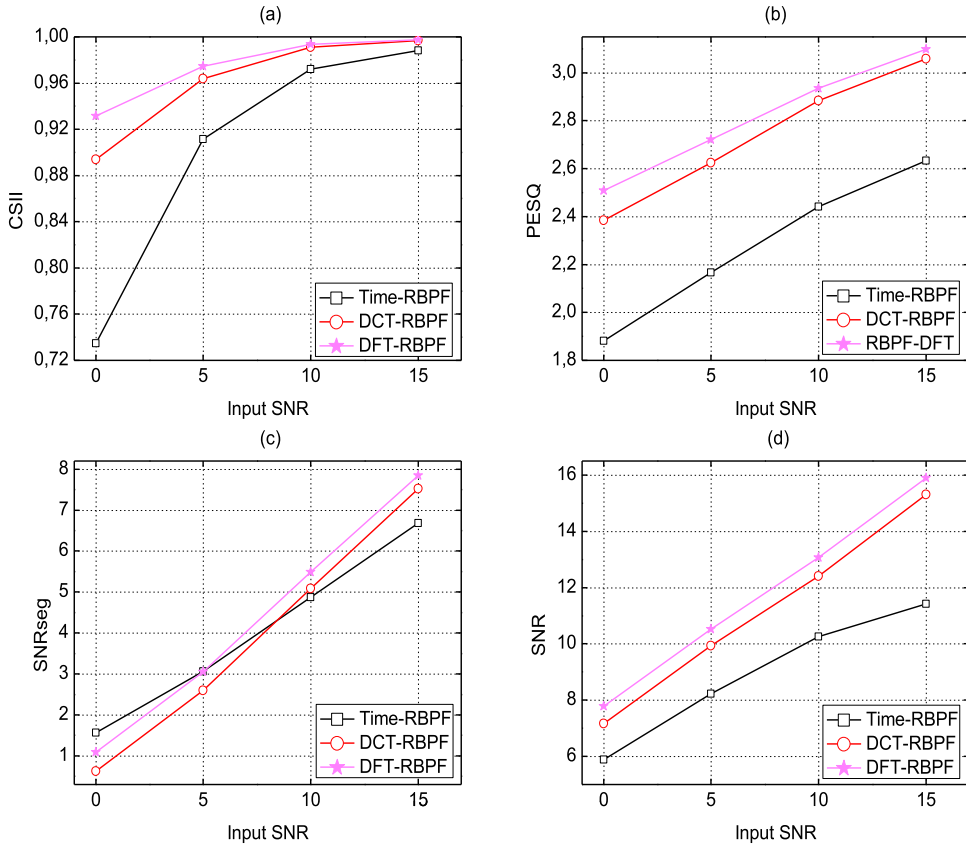 (a)
1,00
0,96
0,92
0,88
0,84
0,80
0,76
0,72
CSII
0 5 10 15
Input SNR
Time-RBPF
DCT-RBPF
DFT-RBPF
(b)
3,0
2,8
2,6
2,4
2,2
2,0
1,8
PESQ
0 5 10 15
Input SNR
Time-RBPF
DCT-RBPF
RBPF-DFT
(c)
8
7
6
5
4
3
2
1
SNRseg
0 5 10 15
Input SNR
Time-RBPF
DCT-RBPF
DFT-RBPF
(d)
16
14
12
10
8
6
SNR
0 5 10 15
Input SNR
Time-RBPF
DCT-RBPF
DFT-RBPF